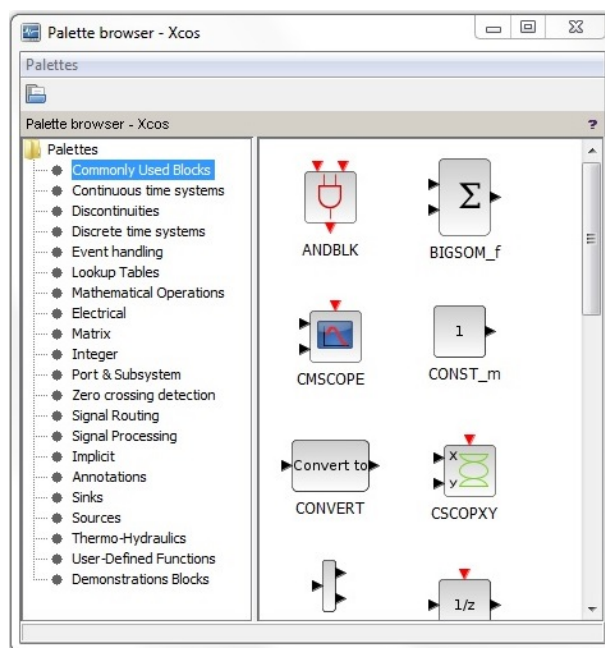 Palette browser - Xcos
Palettes
Palette browser - Xcos ?
Palettes
Commonly Used Blocks
Continuous time systems
Discontinuities
Discrete time systems
Event handling
Lookup Tables
Mathematical Operations
Electrical
Matrix
Integer
Port & Subsystem
Zero crossing detection
Signal Routing
Signal Processing
Implicit
Annotations
Sinks
Sources
Thermo-Hydraulics
User-Defined Functions
Demonstrations Blocks
Σ
ANDBLK BIGSOM_f
1
CMSCOPE CONST_m
Convert to
X
y
CONVERT CSCOPXY
1/z